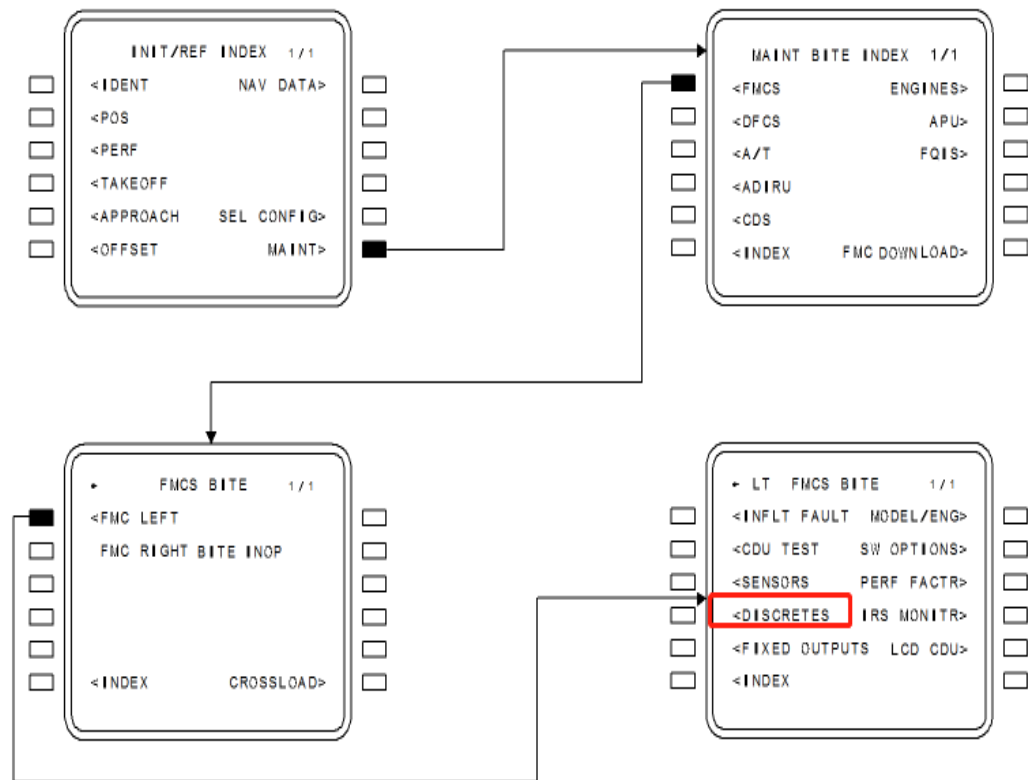 INIT/REF INDEX 1/1
<IDENT NAV DATA>
<POS
<PERF
<TAKEOFF
<APPROACH SEL CONFIG>
<OFFSET MAINT>
MAINT BITE INDEX 1/1
<FMCS ENGINES>
<DFCS APU>
<A/T FQIS>
<ADIRU
<CDS
<INDEX FMC DOWNLOAD>
FMCS BITE 1/1
<FMC LEFT
FMC RIGHT BITE INOP
<INDEX CROSSLOAD>
LT FMCS BITE 1/1
<INFLT FAULT MODEL/ENG>
<CDU TEST SW OPTIONS>
<SENSORS PERF FACTR>
<DISCRETES IRS MONITR>
<FIXED OUTPUTS LCD CDU>
<INDEX